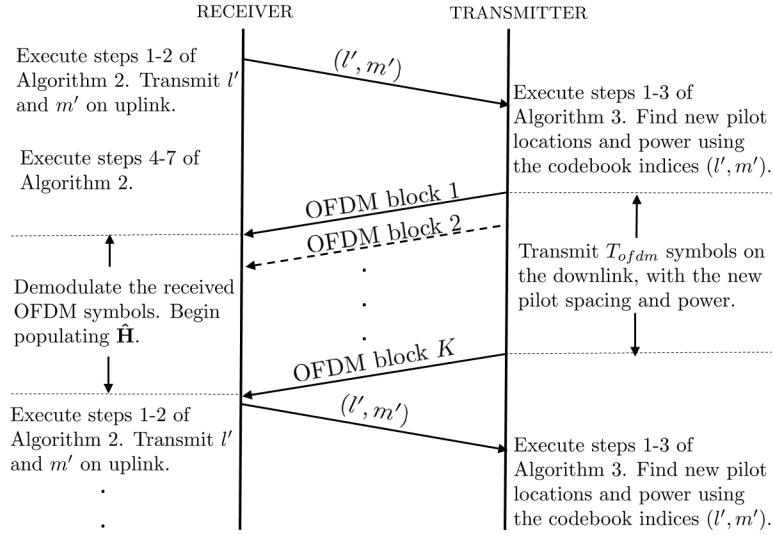 RECEIVER
TRANSMITTER
Execute steps 1-2 of
Algorithm 2. Transmit l′
and m′ on uplink.
(l′, m′)
Execute steps 1-3 of
Algorithm 3. Find new pilot
locations and power using
the codebook indices (l′, m′).
Execute steps 4-7 of
Algorithm 2.
OFDM block 1
OFDM block 2
Transmit T_{ofdm} symbols on
the downlink, with the new
pilot spacing and power.
Demodulate the received
OFDM symbols. Begin
populating Ĥ.
OFDM block K
Execute steps 1-2 of
Algorithm 2. Transmit l′
and m′ on uplink.
(l′, m′)
Execute steps 1-3 of
Algorithm 3. Find new pilot
locations and power using
the codebook indices (l′, m′).